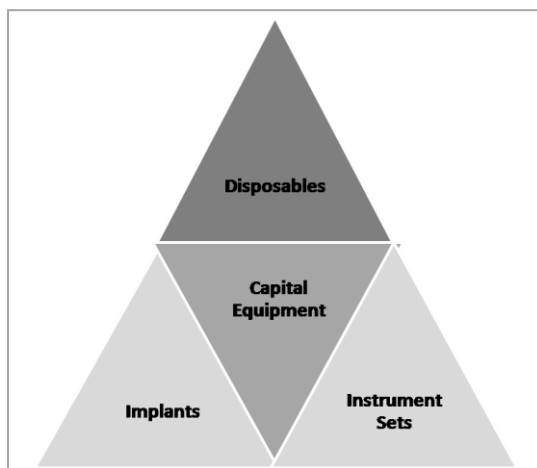 Disposables
Capital
Equipment
Implants
Instrument
Sets